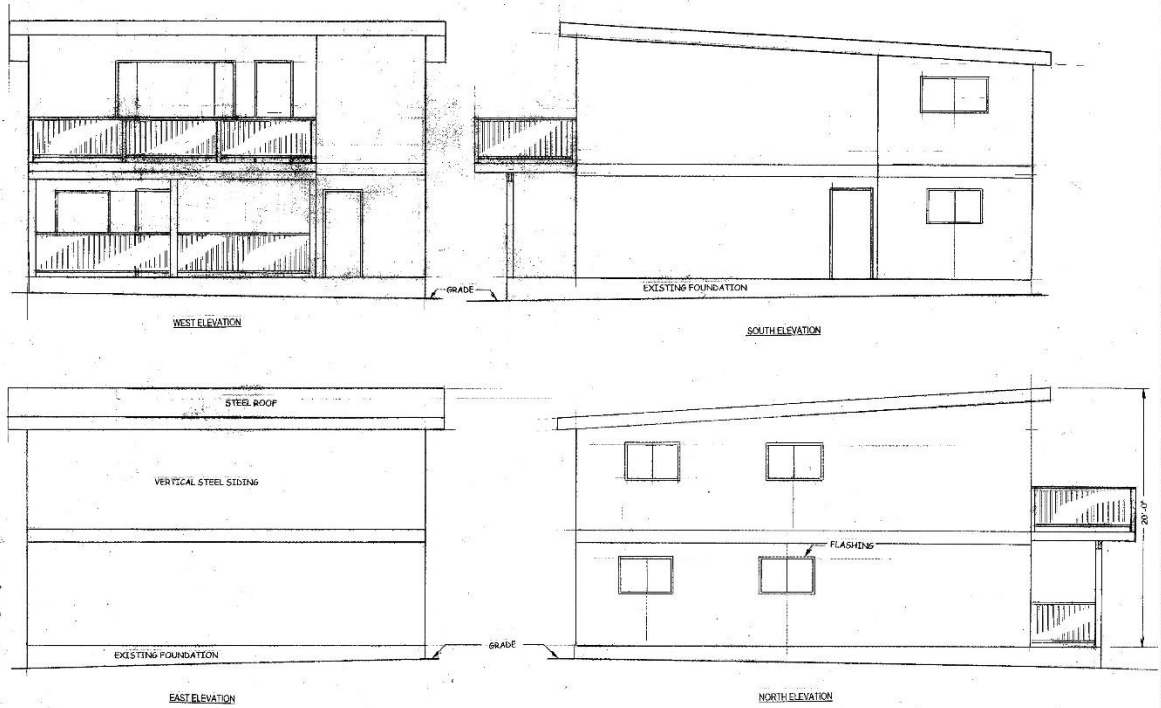 GRADE
EXISTING FOUNDATION
WEST ELEVATION
SOUTH ELEVATION
STEEL ROOF
VERTICAL STEEL SIDING
FLASHING
20'-0"
GRADE
EXISTING FOUNDATION
EAST ELEVATION
NORTH ELEVATION